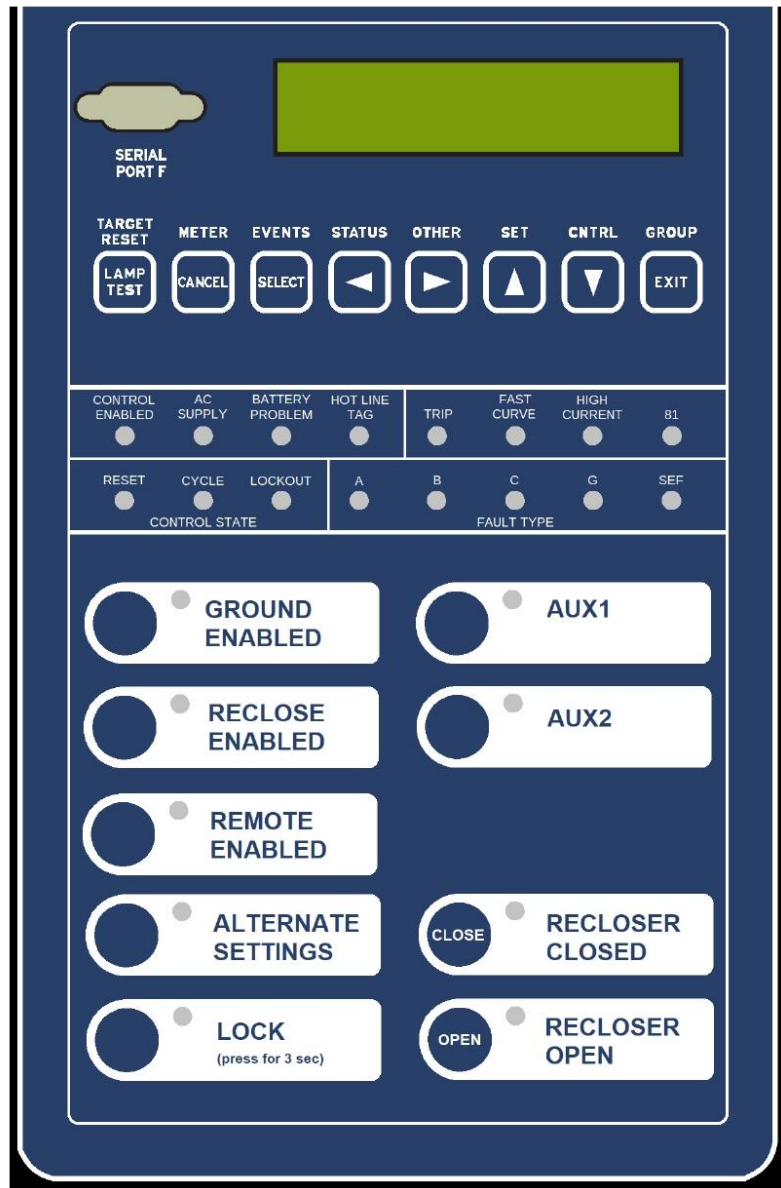 SERIAL
PORT F
TARGET
RESET
METER
EVENTS
STATUS
OTHER
SET
CNTRL
GROUP
LAMP
TEST
CANCEL
SELECT
EXIT
CONTROL
ENABLED
AC
SUPPLY
BATTERY
PROBLEM
HOT LINE
TAG
TRIP
FAST
CURVE
HIGH
CURRENT
81
RESET
CYCLE
LOCKOUT
CONTROL STATE
A
B
C
G
SEF
FAULT TYPE
GROUND
ENABLED
AUX1
RECLOSE
ENABLED
AUX2
REMOTE
ENABLED
ALTERNATE
SETTINGS
CLOSE
RECLOSER
CLOSED
LOCK
(press for 3 sec)
OPEN
RECLOSER
OPEN